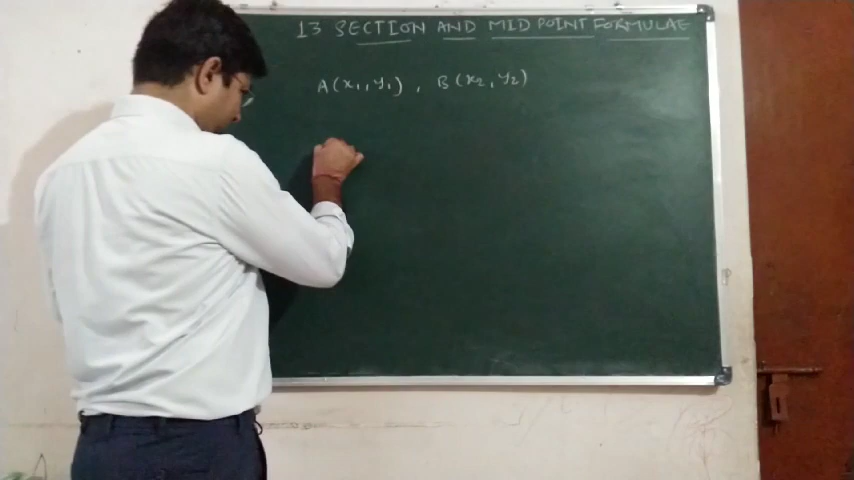 13 SECTION AND MID POINT FORMULAE
A(x₁, y₁) , B(x₂, y₂)